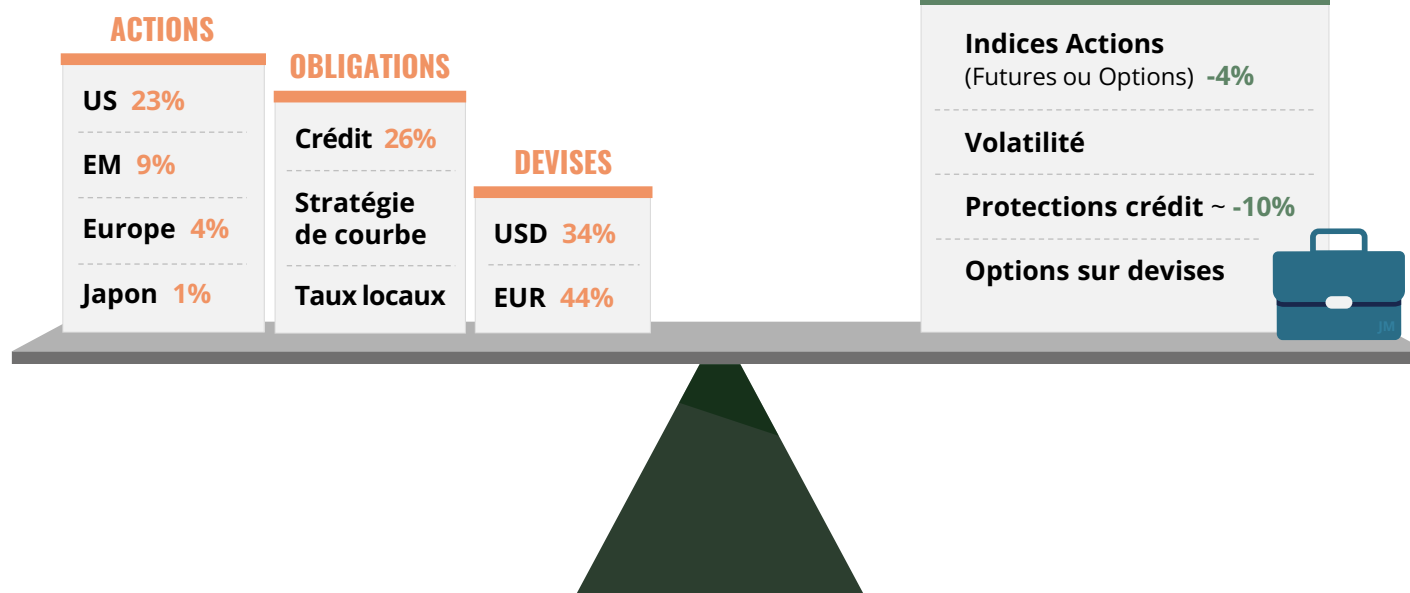 ACTIONS
US 23%
EM 9%
Europe 4%
Japon 1%
OBLIGATIONS
Crédit 26%
Stratégie
de courbe
Taux locaux
DEVISES
USD 34%
EUR 44%
Indices Actions
(Futures ou Options) -4%
Volatilité
Protections crédit ~ -10%
Options sur devises
JM